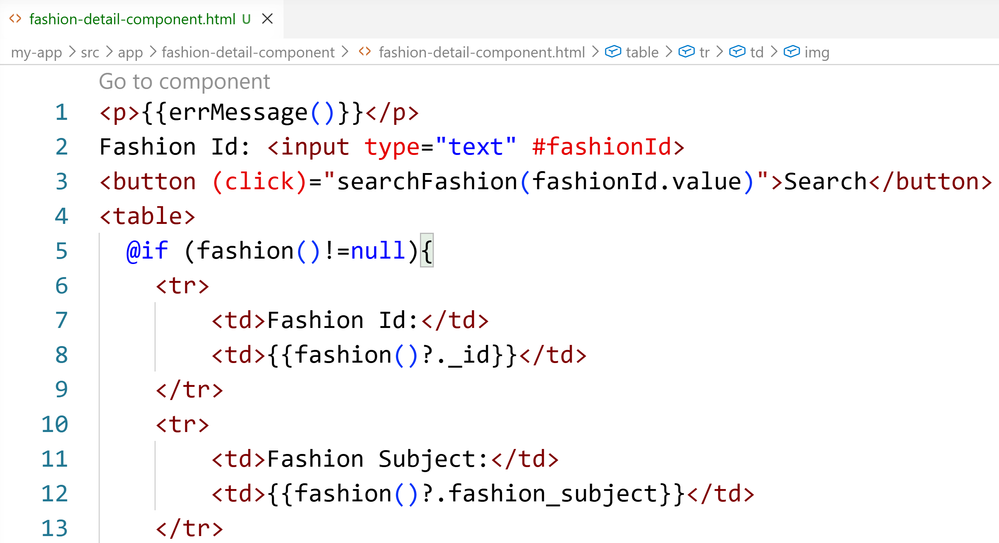 fashion-detail-component.html U
my-app > src > app > fashion-detail-component > fashion-detail-component.html > table > tr > td > img
Go to component
1 <p>{{errMessage()}}</p>
2 Fashion Id: <input type="text" #fashionId>
3 <button (click)="searchFashion(fashionId.value)">Search</button>
4 <table>
5 @if (fashion()!=null){
6 <tr>
7 <td>Fashion Id:</td>
8 <td>{{fashion()?._id}}</td>
9 </tr>
10 <tr>
11 <td>Fashion Subject:</td>
12 <td>{{fashion()?.fashion_subject}}</td>
13 </tr>